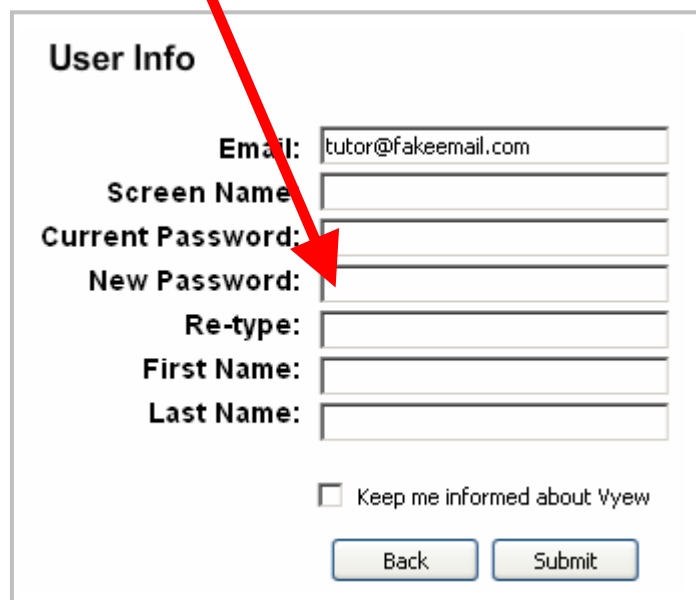 User Info
Email: tutor@fakeemail.com
Screen Name:
Current Password:
New Password:
Re-type:
First Name:
Last Name:
Keep me informed about Vyew
Back Submit